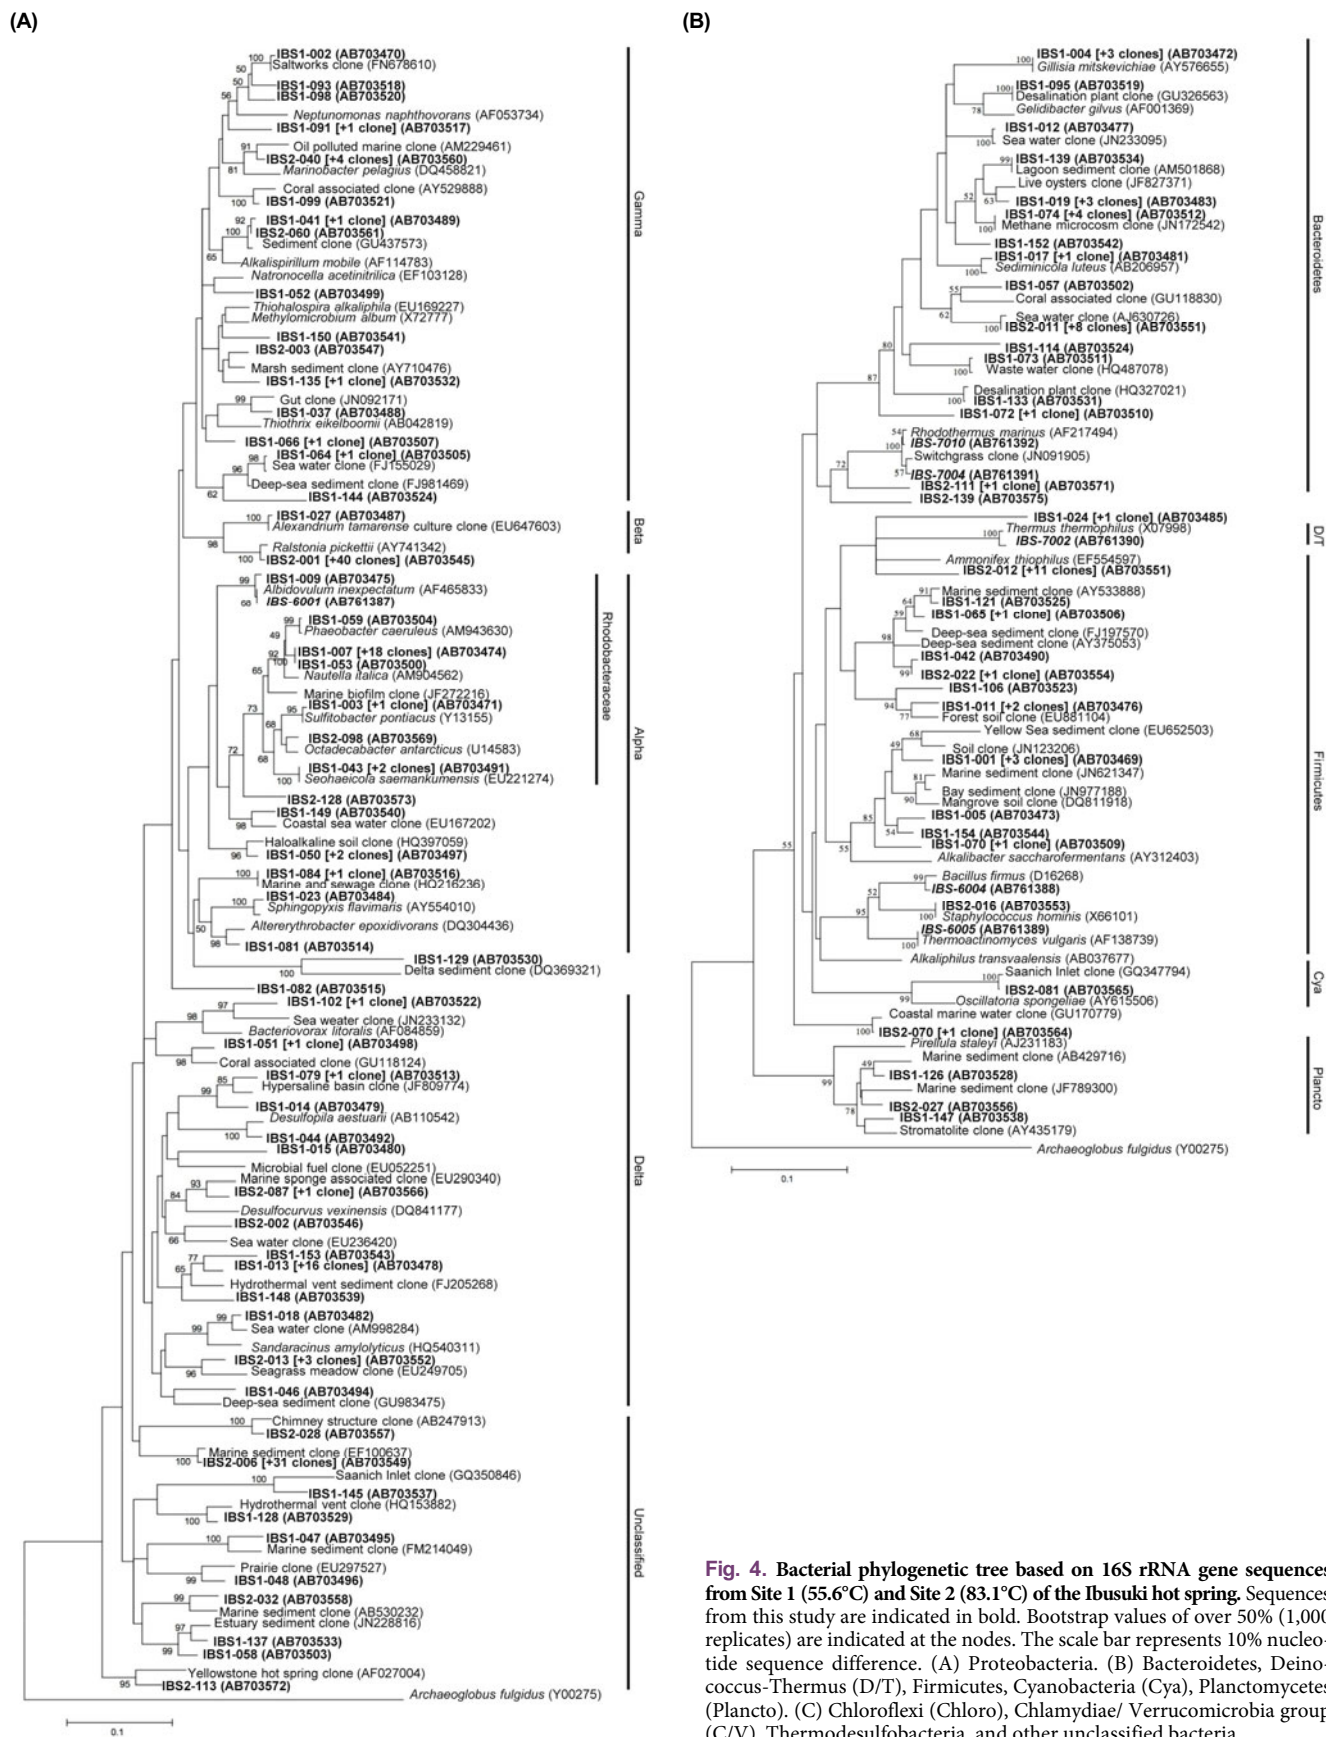 (A)
IBS1-002 (AB703470)
Saltworks clone (FN678610)
IBS1-093 (AB703518)
IBS1-098 (AB703520)
Neptunomonas naphthovorans (AF053734)
IBS1-091 [+1 clone] (AB703517)
Oil polluted marine clone (AM229461)
IBS2-040 [+4 clones] (AB703560)
Marinobacter pelagius (DQ458821)
Coral associated clone (AY529888)
IBS1-099 (AB703521)
IBS1-041 [+1 clone] (AB703489)
IBS2-060 (AB703561)
Sediment clone (GU437573)
Alkalispirillum mobile (AF114783)
Natronocella acetinitrilica (EF103128)
IBS1-052 (AB703499)
Thiohalospira alkaliphila (EU169227)
Methylomicrobium album (X72777)
IBS1-150 (AB703541)
IBS2-003 (AB703547)
Marsh sediment clone (AY710476)
IBS1-135 [+1 clone] (AB703532)
Gut clone (JN092171)
IBS1-037 (AB703488)
Thiothrix eikelboomii (AB042819)
IBS1-066 [+1 clone] (AB703507)
IBS1-064 [+1 clone] (AB703505)
Sea water clone (FJ155029)
Deep-sea sediment clone (FJ981469)
IBS1-144 (AB703524)
Gamma
IBS1-027 (AB703487)
Alexandrium tamarense culture clone (EU647603)
Ralstonia pickettii (AY741342)
IBS2-001 [+40 clones] (AB703545)
Beta
IBS1-009 (AB703475)
Albidovulum inexpectatum (AF465833)
IBS-6001 (AB761387)
IBS1-059 (AB703504)
Phaeobacter caeruleus (AM943630)
IBS1-007 [+18 clones] (AB703474)
IBS1-053 (AB703500)
Nautella italica (AM904562)
Marine biofilm clone (JF272216)
IBS1-003 [+1 clone] (AB703471)
Sulfitobacter pontiacus (Y13155)
IBS2-098 (AB703569)
Octadecabacter antarcticus (U14583)
IBS1-043 [+2 clones] (AB703491)
Seohaeicola saemankumensis (EU221274)
Rhodobacteraceae
IBS2-128 (AB703573)
IBS1-149 (AB703540)
Coastal sea water clone (EU167202)
Haloalkaline soil clone (HQ397059)
IBS1-050 [+2 clones] (AB703497)
IBS1-084 [+1 clone] (AB703516)
Marine and sewage clone (HQ216236)
IBS1-023 (AB703484)
Sphingopyxis flavimaris (AY554010)
Altererythrobacter epoxidivorans (DQ304436)
IBS1-081 (AB703514)
Alpha
IBS1-129 (AB703530)
Delta sediment clone (DQ369321)
IBS1-082 (AB703515)
IBS1-102 [+1 clone] (AB703522)
Sea weater clone (JN233132)
Bacteriovorax litoralis (AF084859)
IBS1-051 [+1 clone] (AB703498)
Coral associated clone (GU118124)
IBS1-079 [+1 clone] (AB703513)
Hypersaline basin clone (JF809774)
IBS1-014 (AB703479)
Desulfopila aestuarii (AB110542)
IBS1-044 (AB703492)
IBS1-015 (AB703480)
Microbial fuel clone (EU052251)
Marine sponge associated clone (EU290340)
IBS2-087 [+1 clone] (AB703566)
Desulfocurvus vexinensis (DQ841177)
IBS2-002 (AB703546)
Sea water clone (EU236420)
IBS1-153 (AB703543)
IBS1-013 [+16 clones] (AB703478)
Hydrothermal vent sediment clone (FJ205268)
IBS1-148 (AB703539)
IBS1-018 (AB703482)
Sea water clone (AM998284)
Sandaracinus amylolyticus (HQ540311)
IBS2-013 [+3 clones] (AB703552)
Seagrass meadow clone (EU249705)
IBS1-046 (AB703494)
Deep-sea sediment clone (GU983475)
Delta
Chimney structure clone (AB247913)
IBS2-028 (AB703557)
Marine sediment clone (EF100637)
IBS2-006 [+31 clones] (AB703549)
Saanich Inlet clone (GQ350846)
IBS1-145 (AB703537)
Hydrothermal vent clone (HQ153882)
IBS1-128 (AB703529)
IBS1-047 (AB703495)
Marine sediment clone (FM214049)
Prairie clone (EU297527)
IBS1-048 (AB703496)
IBS2-032 (AB703558)
Marine sediment clone (AB530232)
Estuary sediment clone (JN228816)
IBS1-137 (AB703533)
IBS1-058 (AB703503)
Yellowstone hot spring clone (AF027004)
IBS2-113 (AB703572)
Unclassified
Archaeoglobus fulgidus (Y00275)
0.1
(B)
IBS1-004 [+3 clones] (AB703472)
Gillisia mitskevichiae (AY576655)
IBS1-095 (AB703519)
Desalination plant clone (GU326563)
Gelidibacter gilvus (AF001369)
IBS1-012 (AB703477)
Sea water clone (JN233095)
IBS1-139 (AB703534)
Lagoon sediment clone (AM501868)
Live oysters clone (JF827371)
IBS1-019 [+3 clones] (AB703483)
IBS1-074 [+4 clones] (AB703512)
Methane microcosm clone (JN172542)
IBS1-152 (AB703542)
IBS1-017 [+1 clone] (AB703481)
Sediminicola luteus (AB206957)
IBS1-057 (AB703502)
Coral associated clone (GU118830)
Sea water clone (AJ630726)
IBS2-011 [+8 clones] (AB703551)
IBS1-114 (AB703524)
IBS1-073 (AB703511)
Waste water clone (HQ487078)
Desalination plant clone (HQ327021)
IBS1-133 (AB703531)
IBS1-072 [+1 clone] (AB703510)
Rhodothermus marinus (AF217494)
IBS-7010 (AB761392)
Switchgrass clone (JN091905)
IBS-7004 (AB761391)
IBS2-111 [+1 clone] (AB703571)
IBS2-139 (AB703575)
Bacteroidetes
IBS1-024 [+1 clone] (AB703485)
Thermus thermophilus (X07998)
IBS-7002 (AB761390)
D/T
Ammonifex thiophilus (EF554597)
IBS2-012 [+11 clones] (AB703551)
Marine sediment clone (AY533888)
IBS1-121 (AB703525)
IBS1-065 [+1 clone] (AB703506)
Deep-sea sediment clone (FJ197570)
Deep-sea sediment clone (AY375053)
IBS1-042 (AB703490)
IBS2-022 [+1 clone] (AB703554)
IBS1-106 (AB703523)
IBS1-011 [+2 clones] (AB703476)
Forest soil clone (EU881104)
Yellow Sea sediment clone (EU652503)
Soil clone (JN123206)
IBS1-001 [+3 clones] (AB703469)
Marine sediment clone (JN621347)
Bay sediment clone (JN977188)
Mangrove soil clone (DQ811918)
IBS1-005 (AB703473)
IBS1-154 (AB703544)
IBS1-070 [+1 clone] (AB703509)
Alkalibacter saccharofermentans (AY312403)
Bacillus firmus (D16268)
IBS-6004 (AB761388)
IBS2-016 (AB703553)
Staphylococcus hominis (X66101)
IBS-6005 (AB761389)
Thermoactinomyces vulgaris (AF138739)
Alkaliphilus transvaalensis (AB037677)
Firmicutes
Saanich Inlet clone (GQ347794)
IBS2-081 (AB703565)
Oscillatoria spongeliae (AY615506)
Cya
Coastal marine water clone (GU170779)
IBS2-070 [+1 clone] (AB703564)
Pirellula staleyi (AJ231183)
Marine sediment clone (AB429716)
IBS1-126 (AB703528)
Marine sediment clone (JF789300)
IBS2-027 (AB703556)
IBS1-147 (AB703538)
Stromatolite clone (AY435179)
Plancto
Archaeoglobus fulgidus (Y00275)
0.1
Fig. 4. Bacterial phylogenetic tree based on 16S rRNA gene sequences
from Site 1 (55.6°C) and Site 2 (83.1°C) of the Ibusuki hot spring. Sequences
from this study are indicated in bold. Bootstrap values of over 50% (1,000
replicates) are indicated at the nodes. The scale bar represents 10% nucleo-
tide sequence difference. (A) Proteobacteria. (B) Bacteroidetes, Deino-
coccus-Thermus (D/T), Firmicutes, Cyanobacteria (Cya), Planctomycetes
(Plancto). (C) Chloroflexi (Chloro), Chlamydiae/ Verrucomicrobia group
(C/V), Thermodesulfobacteria, and other unclassified bacteria.